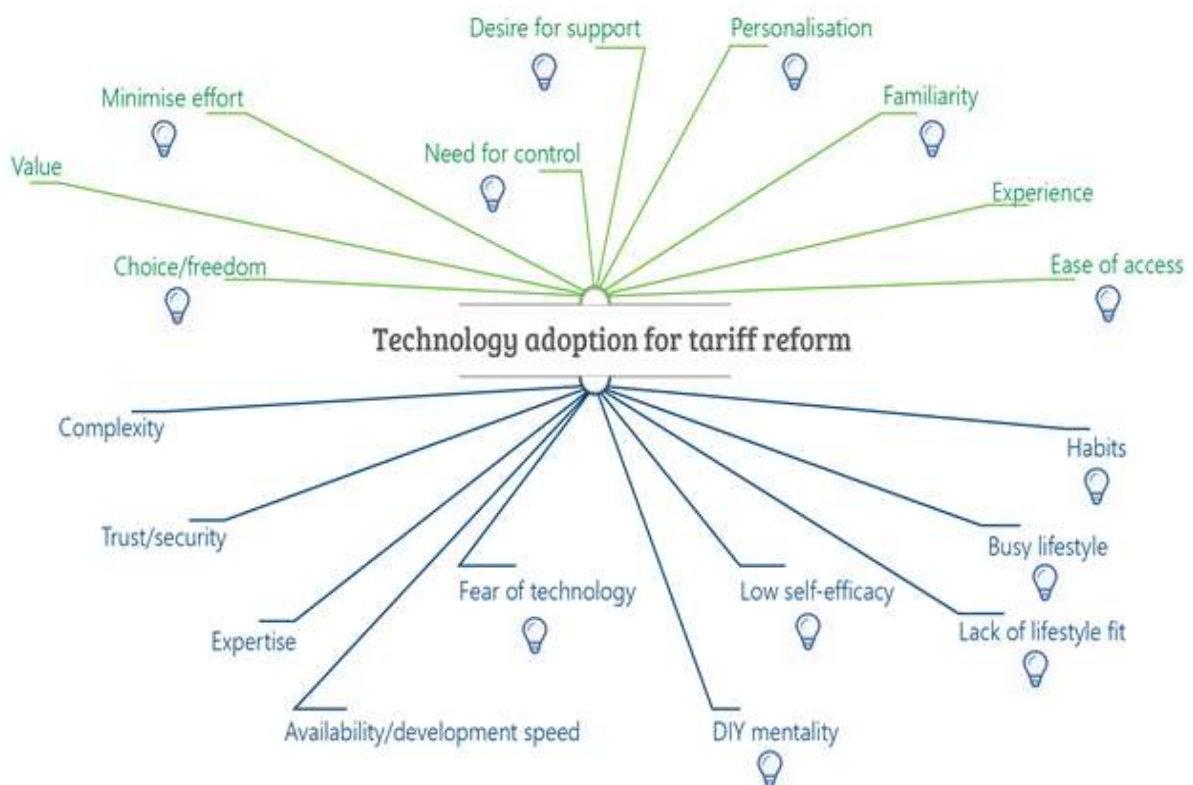 Desire for support
Personalisation
Minimise effort
Familiarity
Need for control
Value
Experience
Choice/freedom
Ease of access
Technology adoption for tariff reform
Complexity
Habits
Trust/security
Busy lifestyle
Fear of technology
Low self-efficacy
Expertise
Lack of lifestyle fit
Availability/development speed
DIY mentality